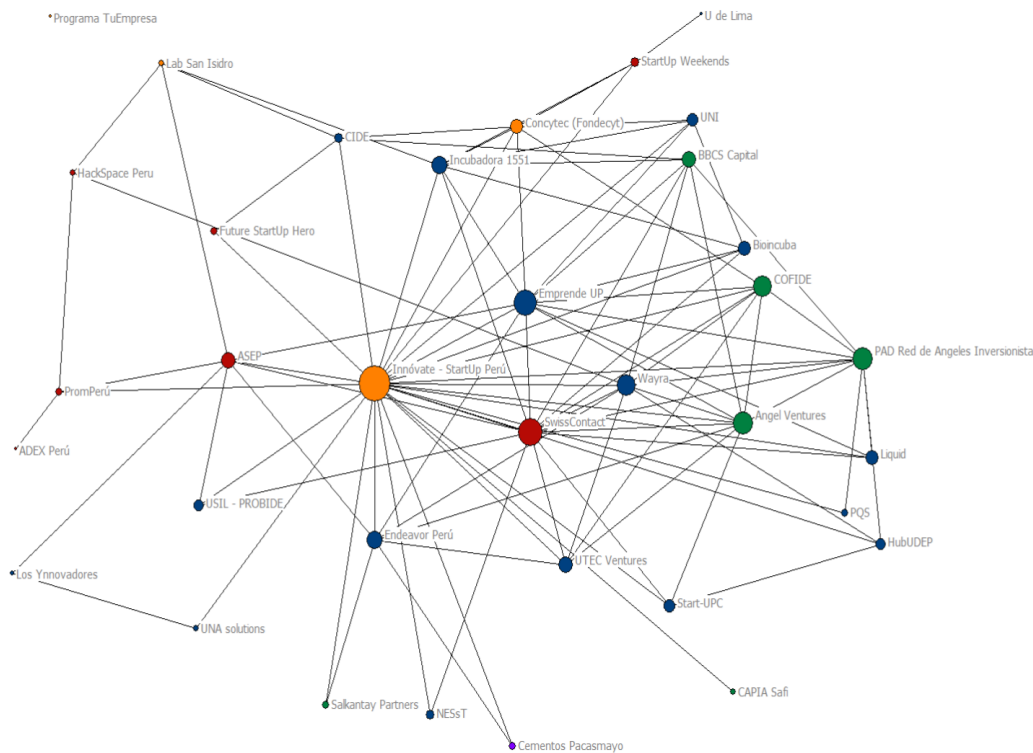 U de Lima
Programa TuEmpresa
Lab San Isidro
StartUp Weekends
Concytec (Fondecyt)
UNI
CIDE
BBCS Capital
Incubadora 1551
HackSpace Peru
Future StartUp Hero
Bioincuba
COFIDE
Emprende UP
PAD Red de Angeles Inversionista
ASEP
Innóvate - StartUp Perú
Wayra
PromPerú
Angel Ventures
SwissContact
ADEX Perú
Liquid
USIL - PROBIDE
PQS
Endeavor Perú
HubUDEP
UTEC Ventures
Los Ynnovadores
Start-UPC
UNA solutions
CAPIA Safi
Salkantay Partners
NESsT
Cementos Pacasmayo